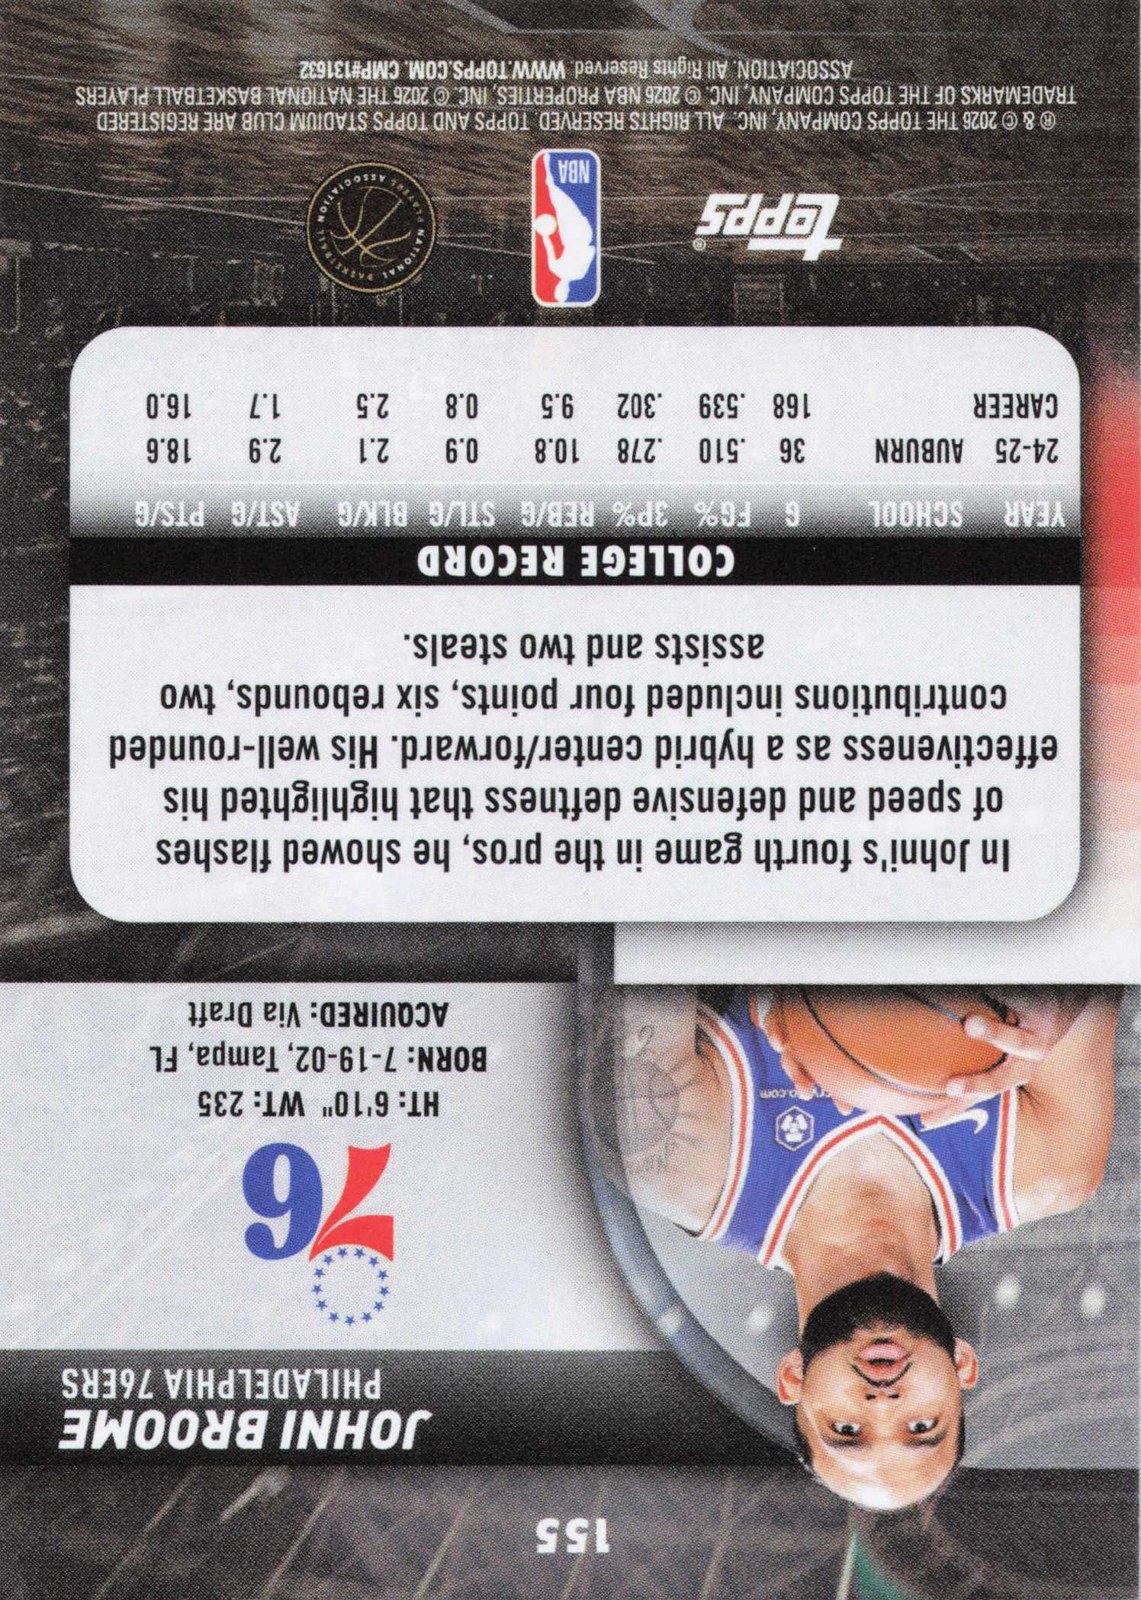 155
JOHNI BROOME
PHILADELPHIA 76ERS
76
HT: 6'10" WT: 235
BORN: 7-19-02, Tampa, FL
ACQUIRED: Via Draft
In Johni's fourth game in the pros, he showed flashes
of speed and defensive deftness that highlighted his
effectiveness as a hybrid center/forward. His well-rounded
contributions included four points, six rebounds, two
assists and two steals.
COLLEGE RECORD
YEAR SCHOOL G FG% 3P% REB/G STL/G BLK/G AST/G PTS/G
24-25 AUBURN 36 .510 .278 10.8 0.9 2.1 2.9 18.6
CAREER 168 .539 .302 9.5 0.8 2.5 1.7 16.0
topps®
NBA
NATIONAL BASKETBALL PLAYERS ASSOCIATION
® & © 2026 THE TOPPS COMPANY, INC. ALL RIGHTS RESERVED. TOPPS AND TOPPS STADIUM CLUB ARE REGISTERED
TRADEMARKS OF THE TOPPS COMPANY, INC. © 2026 NBA PROPERTIES, INC. © 2026 THE NATIONAL BASKETBALL PLAYERS
ASSOCIATION. All Rights Reserved. WWW.TOPPS.COM. CMP#131632